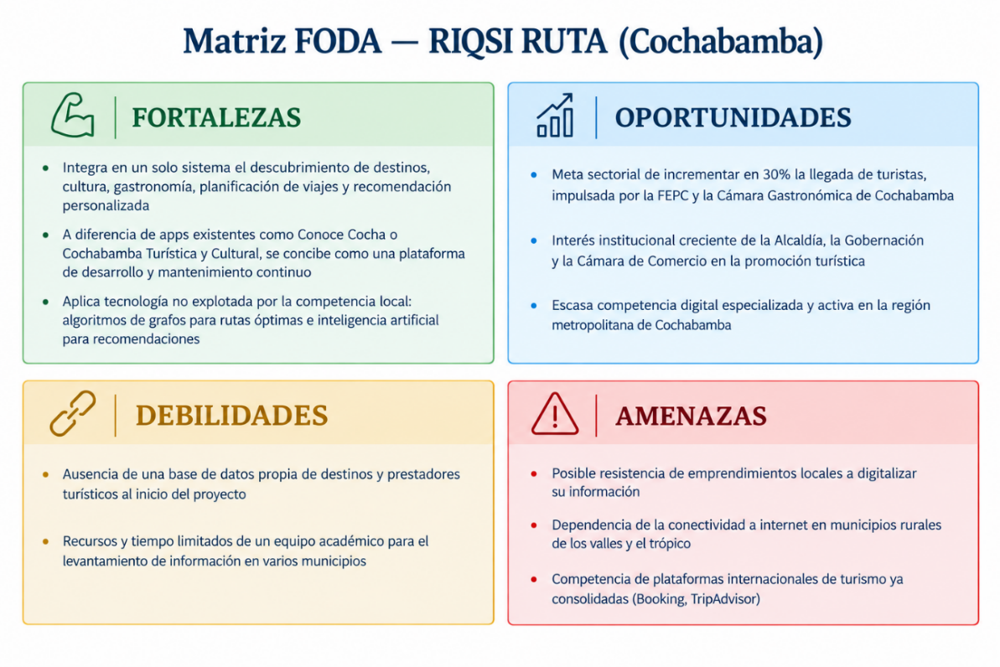 Matriz FODA — RIQSI RUTA (Cochabamba)
FORTALEZAS
• Integra en un solo sistema el descubrimiento de destinos,
cultura, gastronomía, planificación de viajes y recomendación
personalizada
• A diferencia de apps existentes como Conoce Cocha o
Cochabamba Turística y Cultural, se concibe como una plataforma
de desarrollo y mantenimiento continuo
• Aplica tecnología no explotada por la competencia local:
algoritmos de grafos para rutas óptimas e inteligencia artificial
para recomendaciones
OPORTUNIDADES
• Meta sectorial de incrementar en 30% la llegada de turistas,
impulsada por la FEPC y la Cámara Gastronómica de Cochabamba
• Interés institucional creciente de la Alcaldía, la Gobernación
y la Cámara de Comercio en la promoción turística
• Escasa competencia digital especializada y activa en la región
metropolitana de Cochabamba
DEBILIDADES
• Ausencia de una base de datos propia de destinos y prestadores
turísticos al inicio del proyecto
• Recursos y tiempo limitados de un equipo académico para el
levantamiento de información en varios municipios
AMENAZAS
• Posible resistencia de emprendimientos locales a digitalizar
su información
• Dependencia de la conectividad a internet en municipios rurales
de los valles y el trópico
• Competencia de plataformas internacionales de turismo ya
consolidadas (Booking, TripAdvisor)